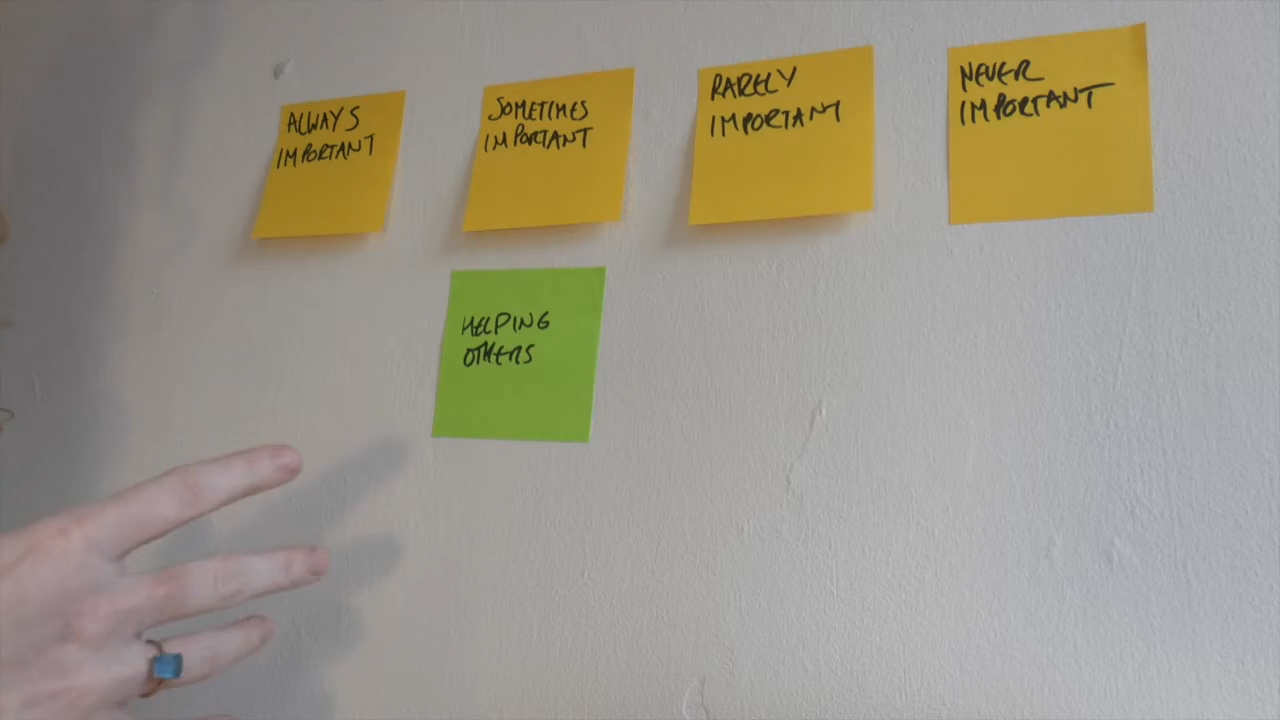 ALWAYS
IMPORTANT
SOMETIMES
IMPORTANT
RARELY
IMPORTANT
NEVER
IMPORTANT
HELPING
OTHERS